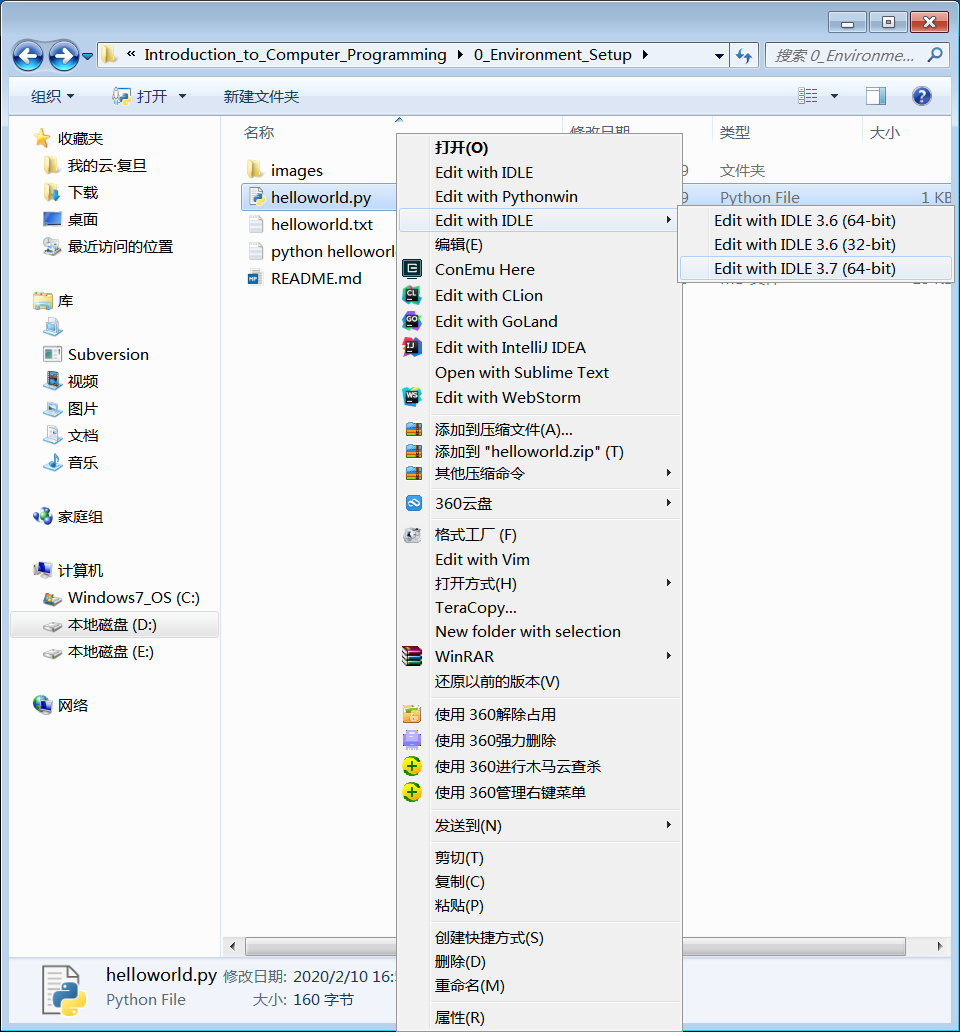 « Introduction_to_Computer_Programming ▸ 0_Environment_Setup ▸
搜索 0_Environme...
组织 打开 新建文件夹
名称 修改日期 类型 大小
收藏夹
我的云·复旦
下载
桌面
最近访问的位置
库
Subversion
视频
图片
文档
音乐
家庭组
计算机
Windows7_OS (C:)
本地磁盘 (D:)
本地磁盘 (E:)
网络
images 9 文件夹
helloworld.py 9 Python File 1 KB
helloworld.txt
python hellowor
README.md
打开(O)
Edit with IDLE
Edit with Pythonwin
Edit with IDLE
编辑(E)
ConEmu Here
Edit with CLion
Edit with GoLand
Edit with IntelliJ IDEA
Open with Sublime Text
Edit with WebStorm
添加到压缩文件(A)...
添加到 "helloworld.zip" (T)
其他压缩命令
360云盘
格式工厂 (F)
Edit with Vim
打开方式(H)
TeraCopy...
New folder with selection
WinRAR
还原以前的版本(V)
使用 360解除占用
使用 360强力删除
使用 360进行木马云查杀
使用 360管理右键菜单
发送到(N)
剪切(T)
复制(C)
粘贴(P)
创建快捷方式(S)
删除(D)
重命名(M)
属性(R)
Edit with IDLE 3.6 (64-bit)
Edit with IDLE 3.6 (32-bit)
Edit with IDLE 3.7 (64-bit)
helloworld.py 修改日期: 2020/2/10 16:
Python File 大小: 160 字节